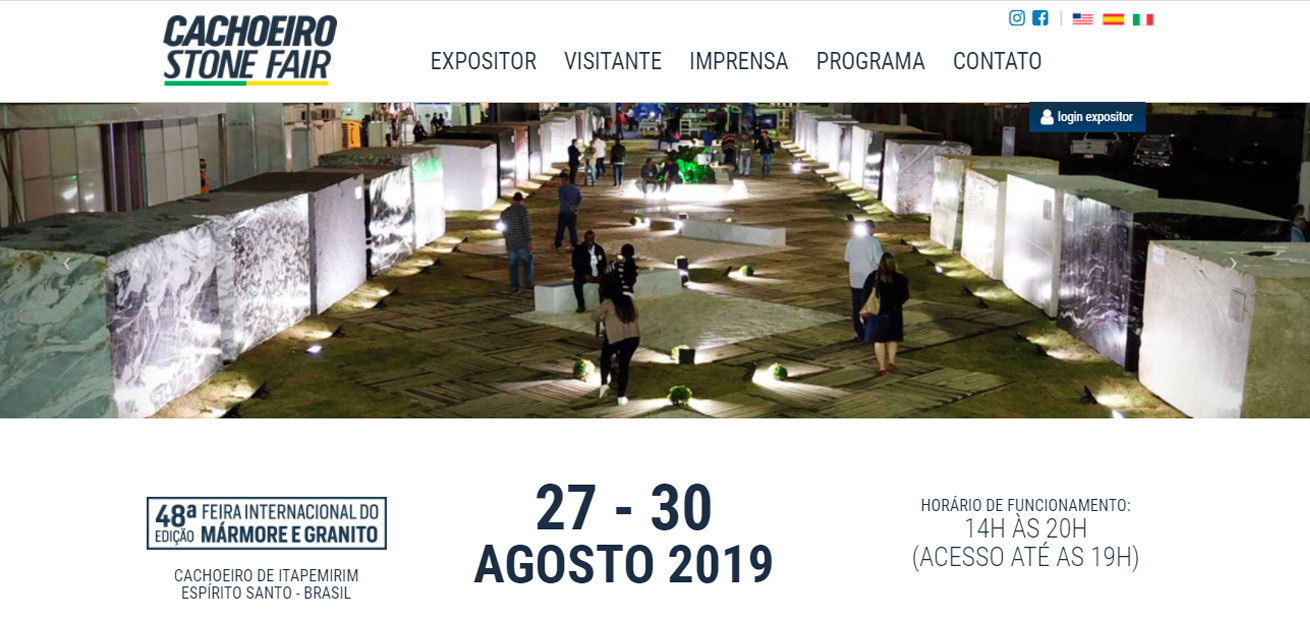 CACHOEIRO
STONE FAIR
EXPOSITOR VISITANTE IMPRENSA PROGRAMA CONTATO
login expositor
48ª EDIÇÃO
FEIRA INTERNACIONAL DO
MÁRMORE E GRANITO
CACHOEIRO DE ITAPEMIRIM
ESPÍRITO SANTO - BRASIL
27 - 30
AGOSTO 2019
HORÁRIO DE FUNCIONAMENTO:
14H ÀS 20H
(ACESSO ATÉ AS 19H)